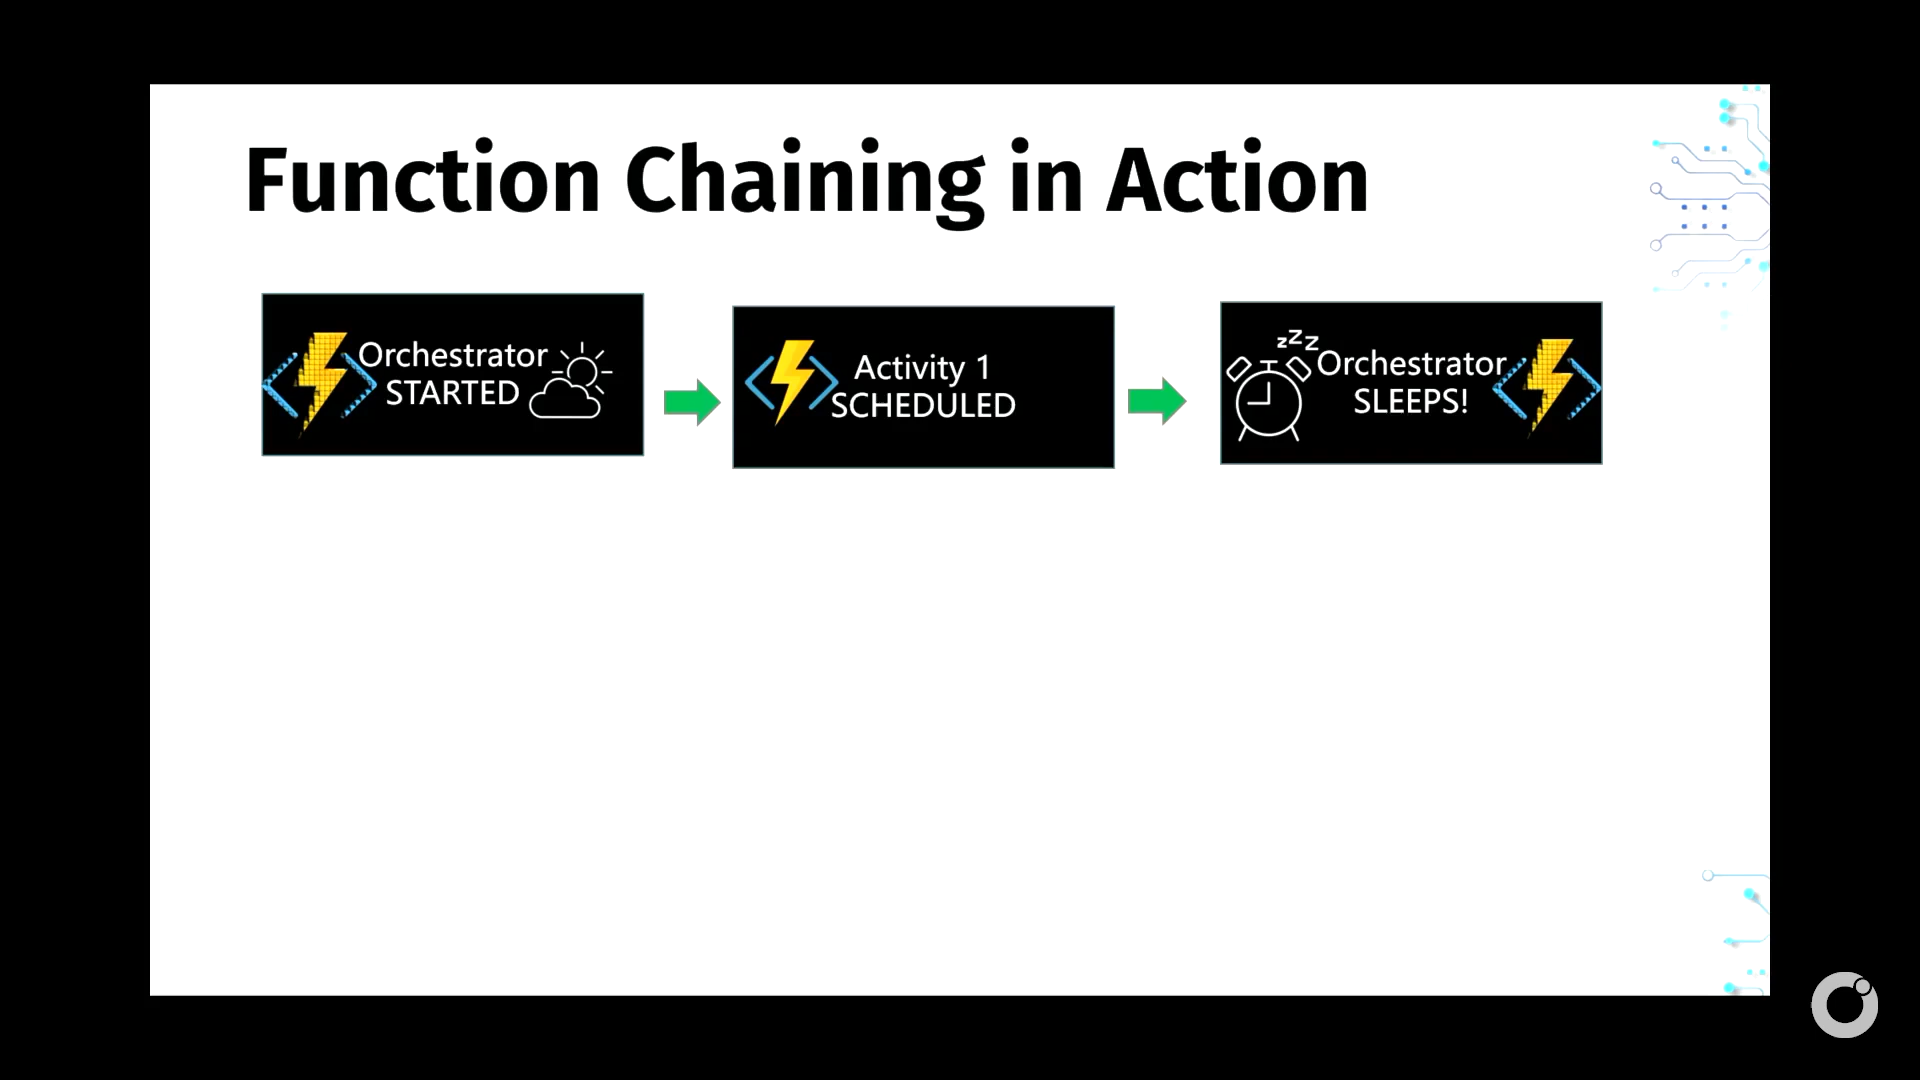 Function Chaining in Action
Orchestrator
STARTED
Activity 1
SCHEDULED
zzz
Orchestrator
SLEEPS!